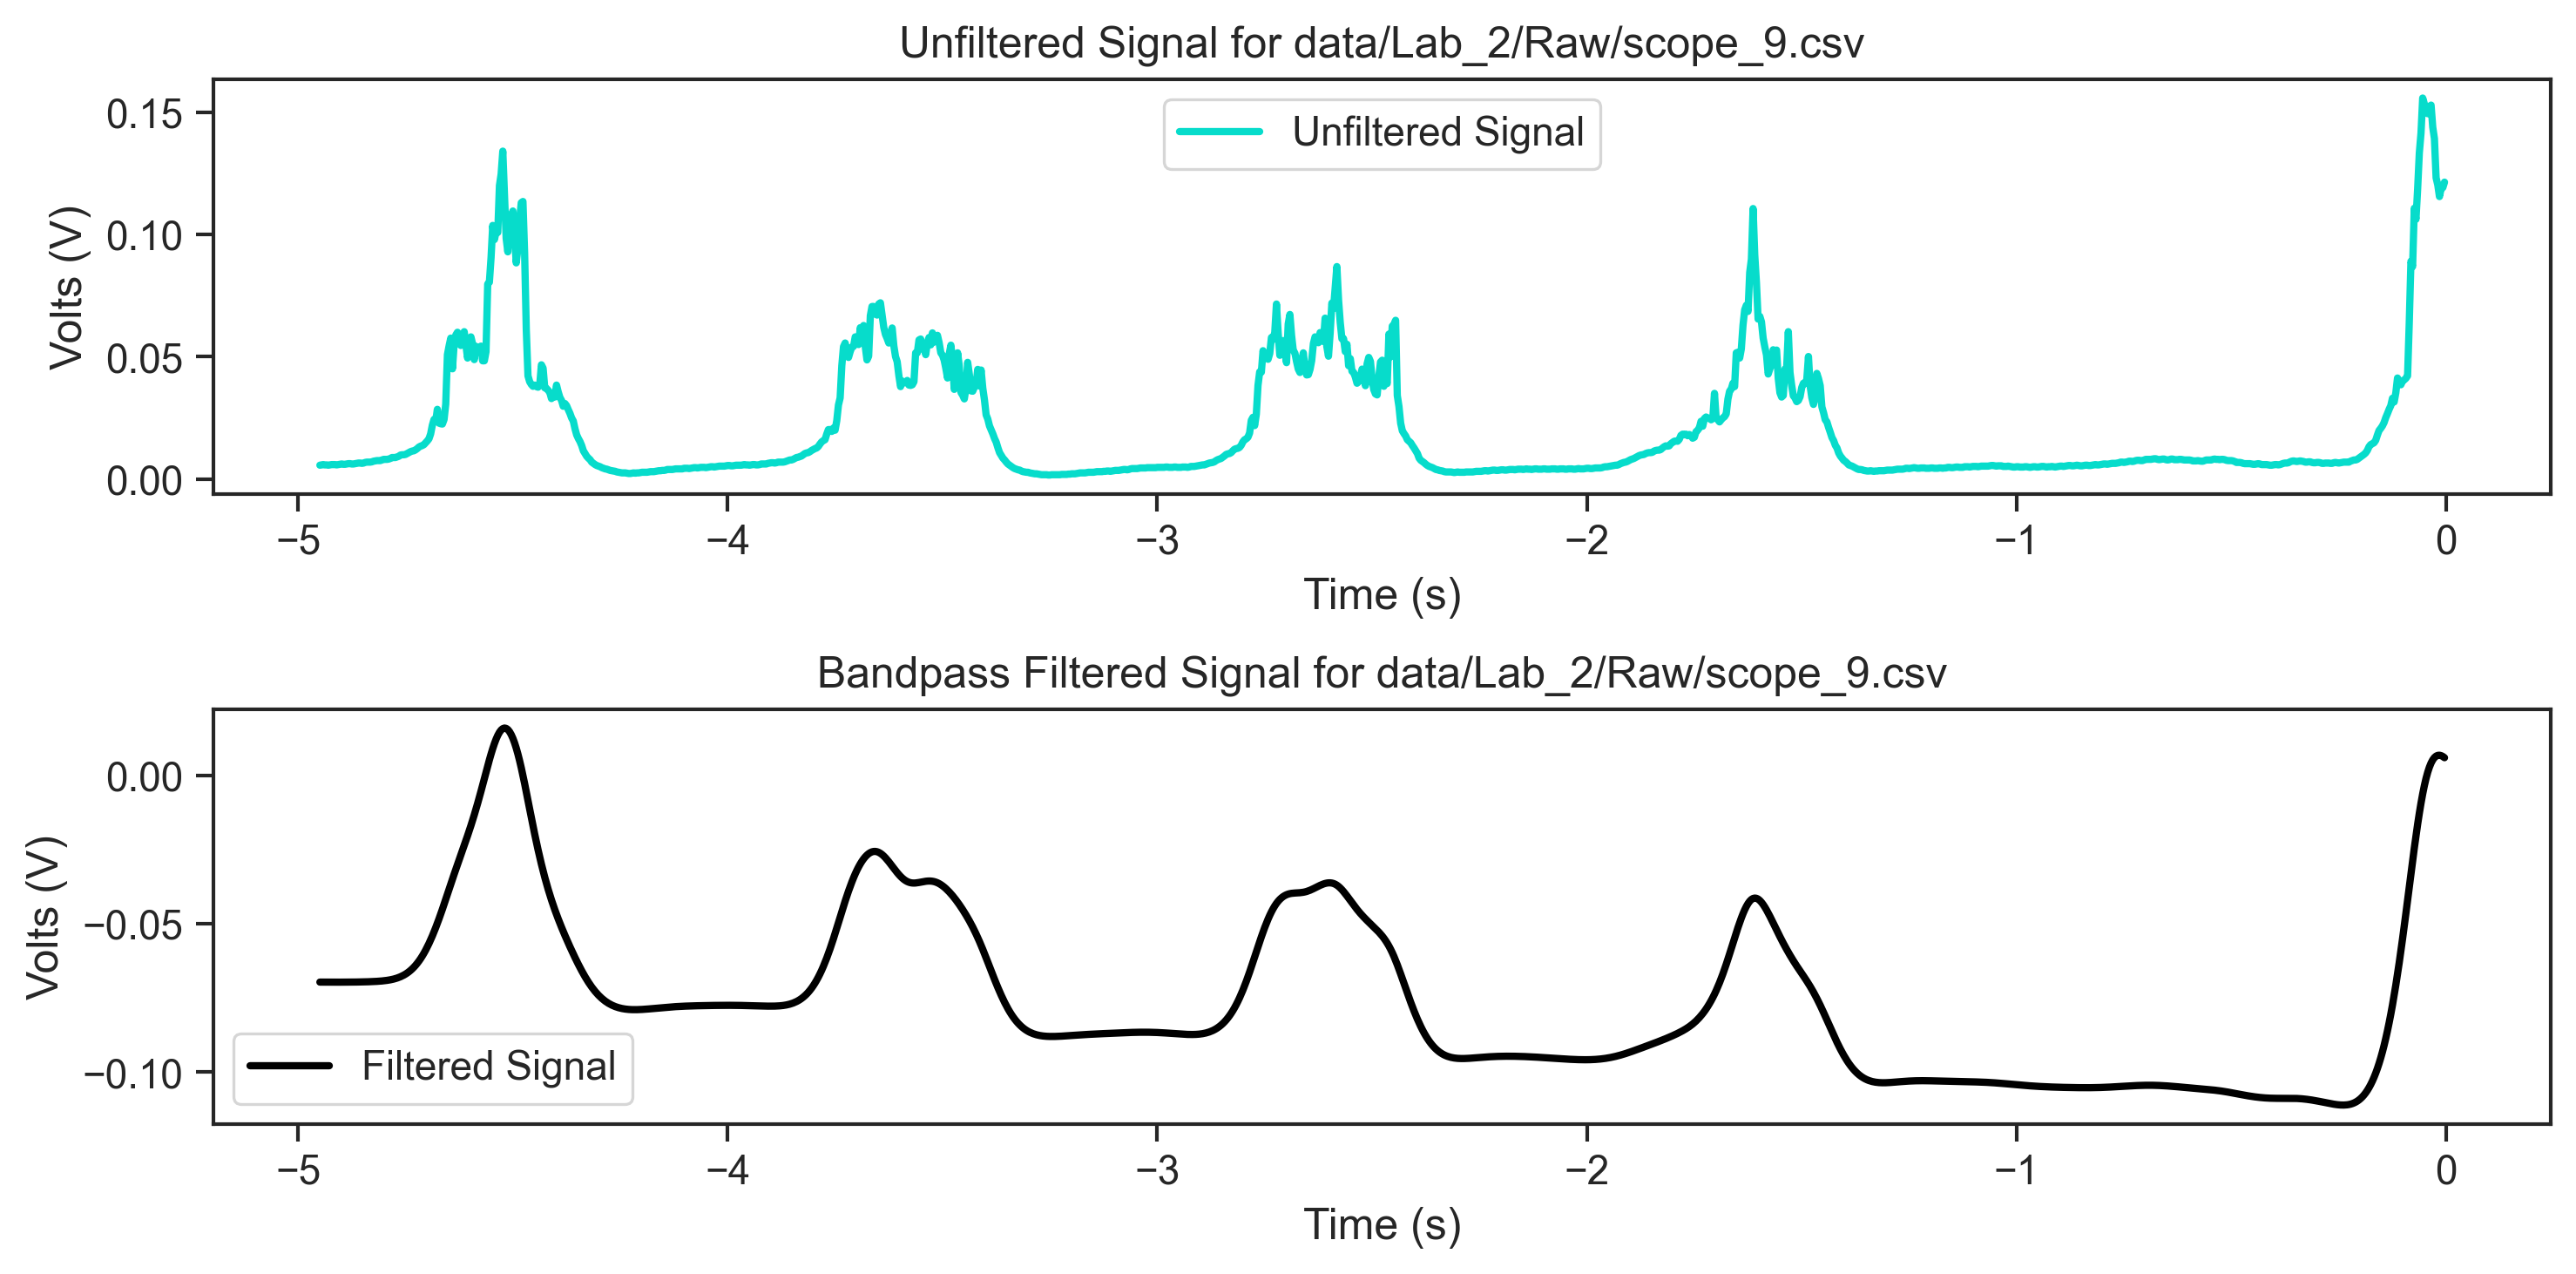 Unfiltered Signal for data/Lab_2/Raw/scope_9.csv
Unfiltered Signal
Volts (V)
0.15
0.10
0.05
0.00
−5 −4 −3 −2 −1 0
Time (s)
Bandpass Filtered Signal for data/Lab_2/Raw/scope_9.csv
Volts (V)
0.00
−0.05
−0.10
Filtered Signal
−5 −4 −3 −2 −1 0
Time (s)